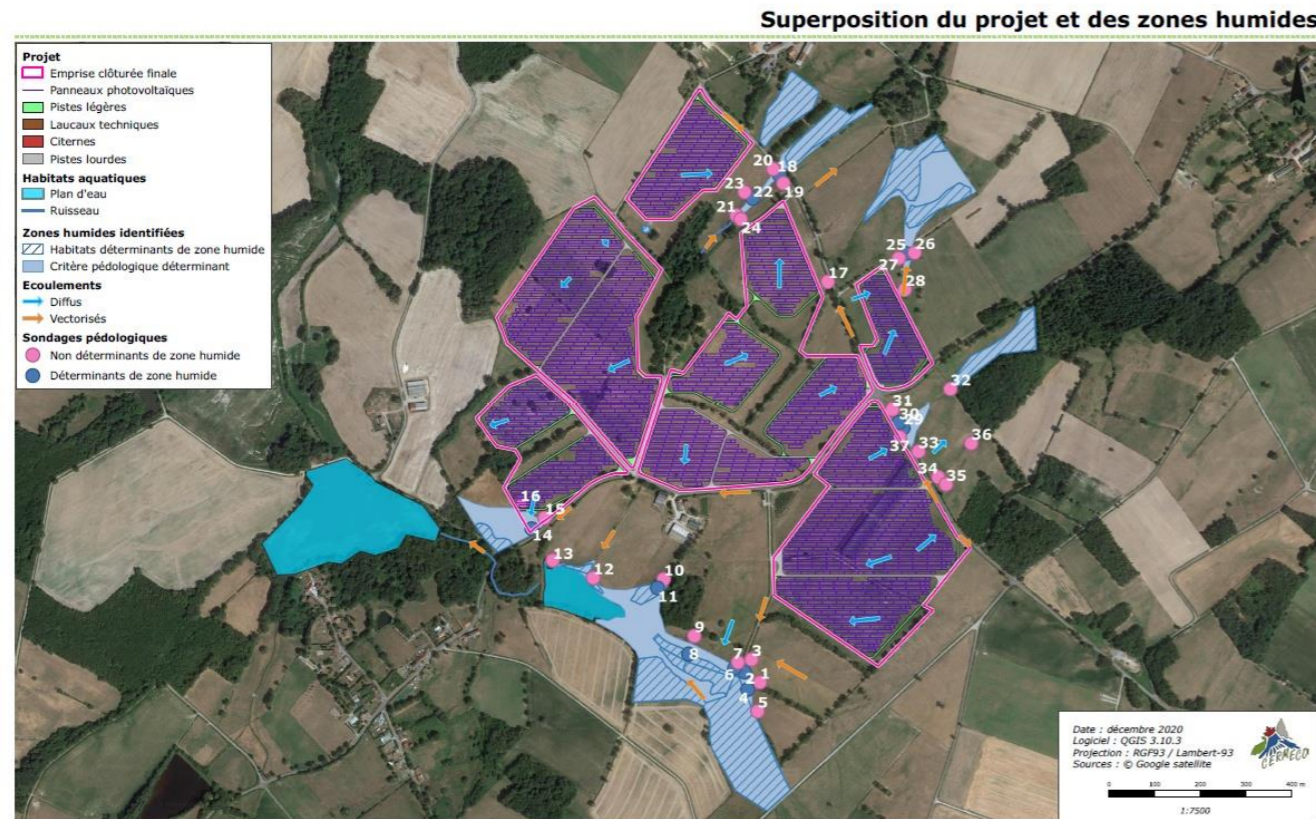 Superposition du projet et des zones humides
Projet
Emprise clôturée finale
Panneaux photovoltaïques
Pistes légères
Laucaux techniques
Citernes
Pistes lourdes
Habitats aquatiques
Plan d'eau
Ruisseau
Zones humides identifiées
Habitats déterminants de zone humide
Critère pédologique déterminant
Ecoulements
Diffus
Vectorisés
Sondages pédologiques
Non déterminants de zone humide
Déterminants de zone humide
20
18
23
22
19
21
24
25
26
27
17
28
32
31
30
29
37
33
36
34
35
16
15
14
13
12
10
11
9
8
7
3
6
2
1
4
5
Date : décembre 2020
Logiciel : QGIS 3.10.3
Projection : RGF93 / Lambert-93
Sources : © Google satellite
CERMECO
0 100 200 300 400 m
1:7500